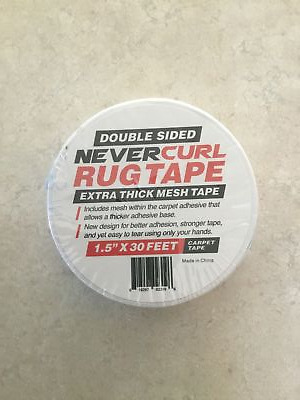 DOUBLE SIDED
NEVERCURL
RUG TAPE
EXTRA THICK MESH TAPE
Includes mesh within the carpet adhesive that
allows a thicker adhesive base.
New design for better adhesion, stronger tape,
and yet easy to tear using only your hands.
1.5" X 30 FEET
CARPET
TAPE
Made in China